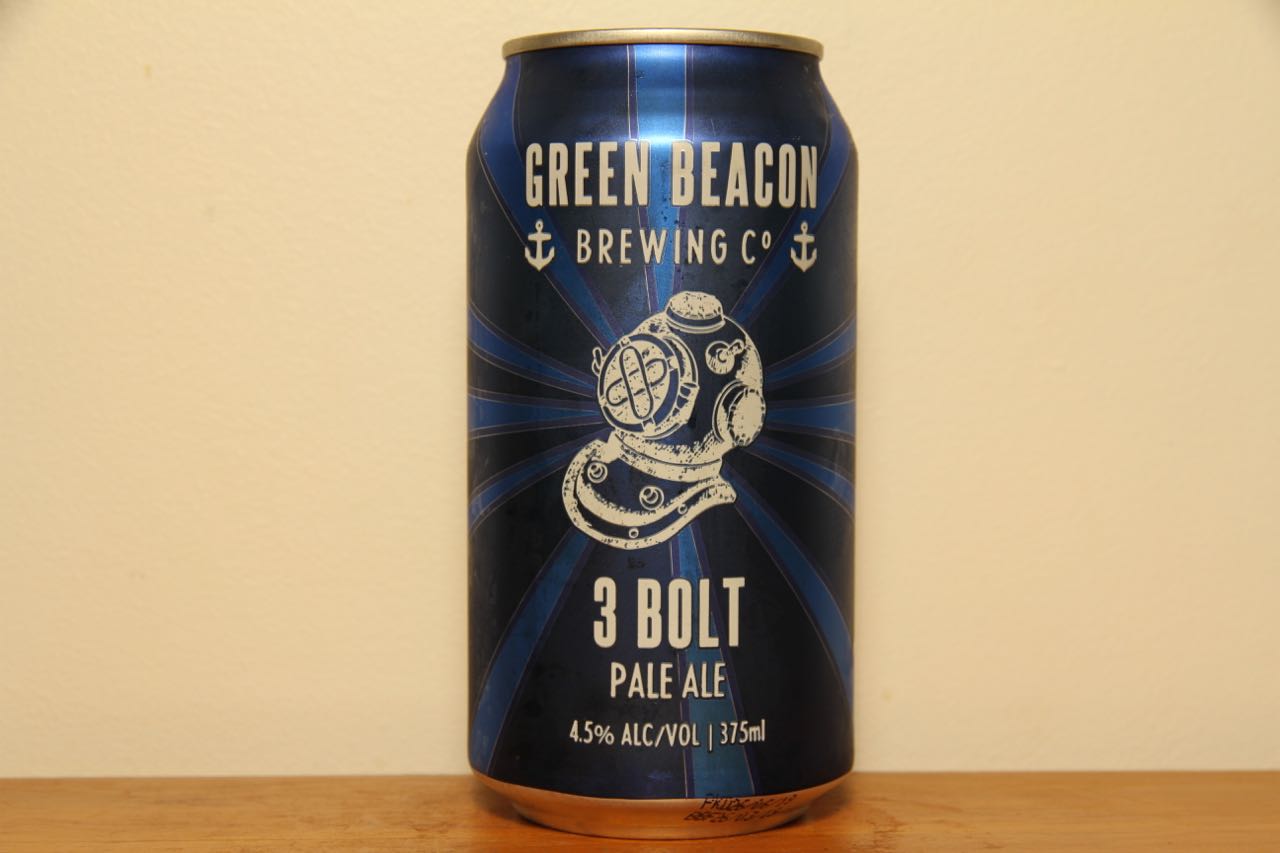 GREEN BEACON
BREWING Cº
3 BOLT
PALE ALE
4.5% ALC/VOL | 375ml